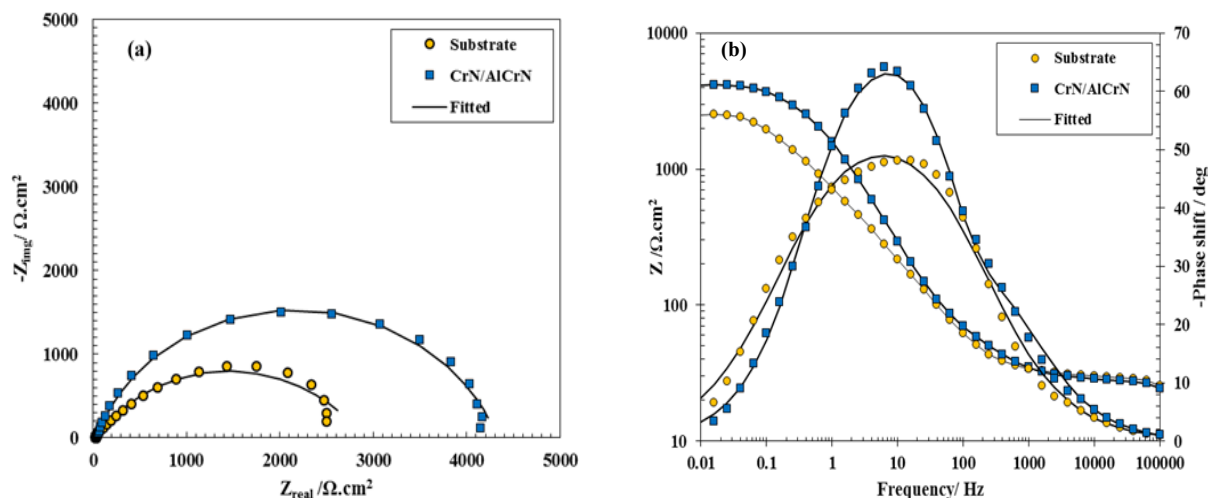 (a)
Substrate
CrN/AlCrN
Fitted
5000
4000
3000
2000
1000
0
-Zimg/ Ω.cm²
0 1000 2000 3000 4000 5000
Zreal /Ω.cm²
(b)
Substrate
CrN/AlCrN
Fitted
10000
1000
100
10
Z /Ω.cm²
-70
60
50
40
30
20
10
0
-Phase shift / deg
0.01 0.1 1 10 100 1000 10000 100000
Frequency/ Hz